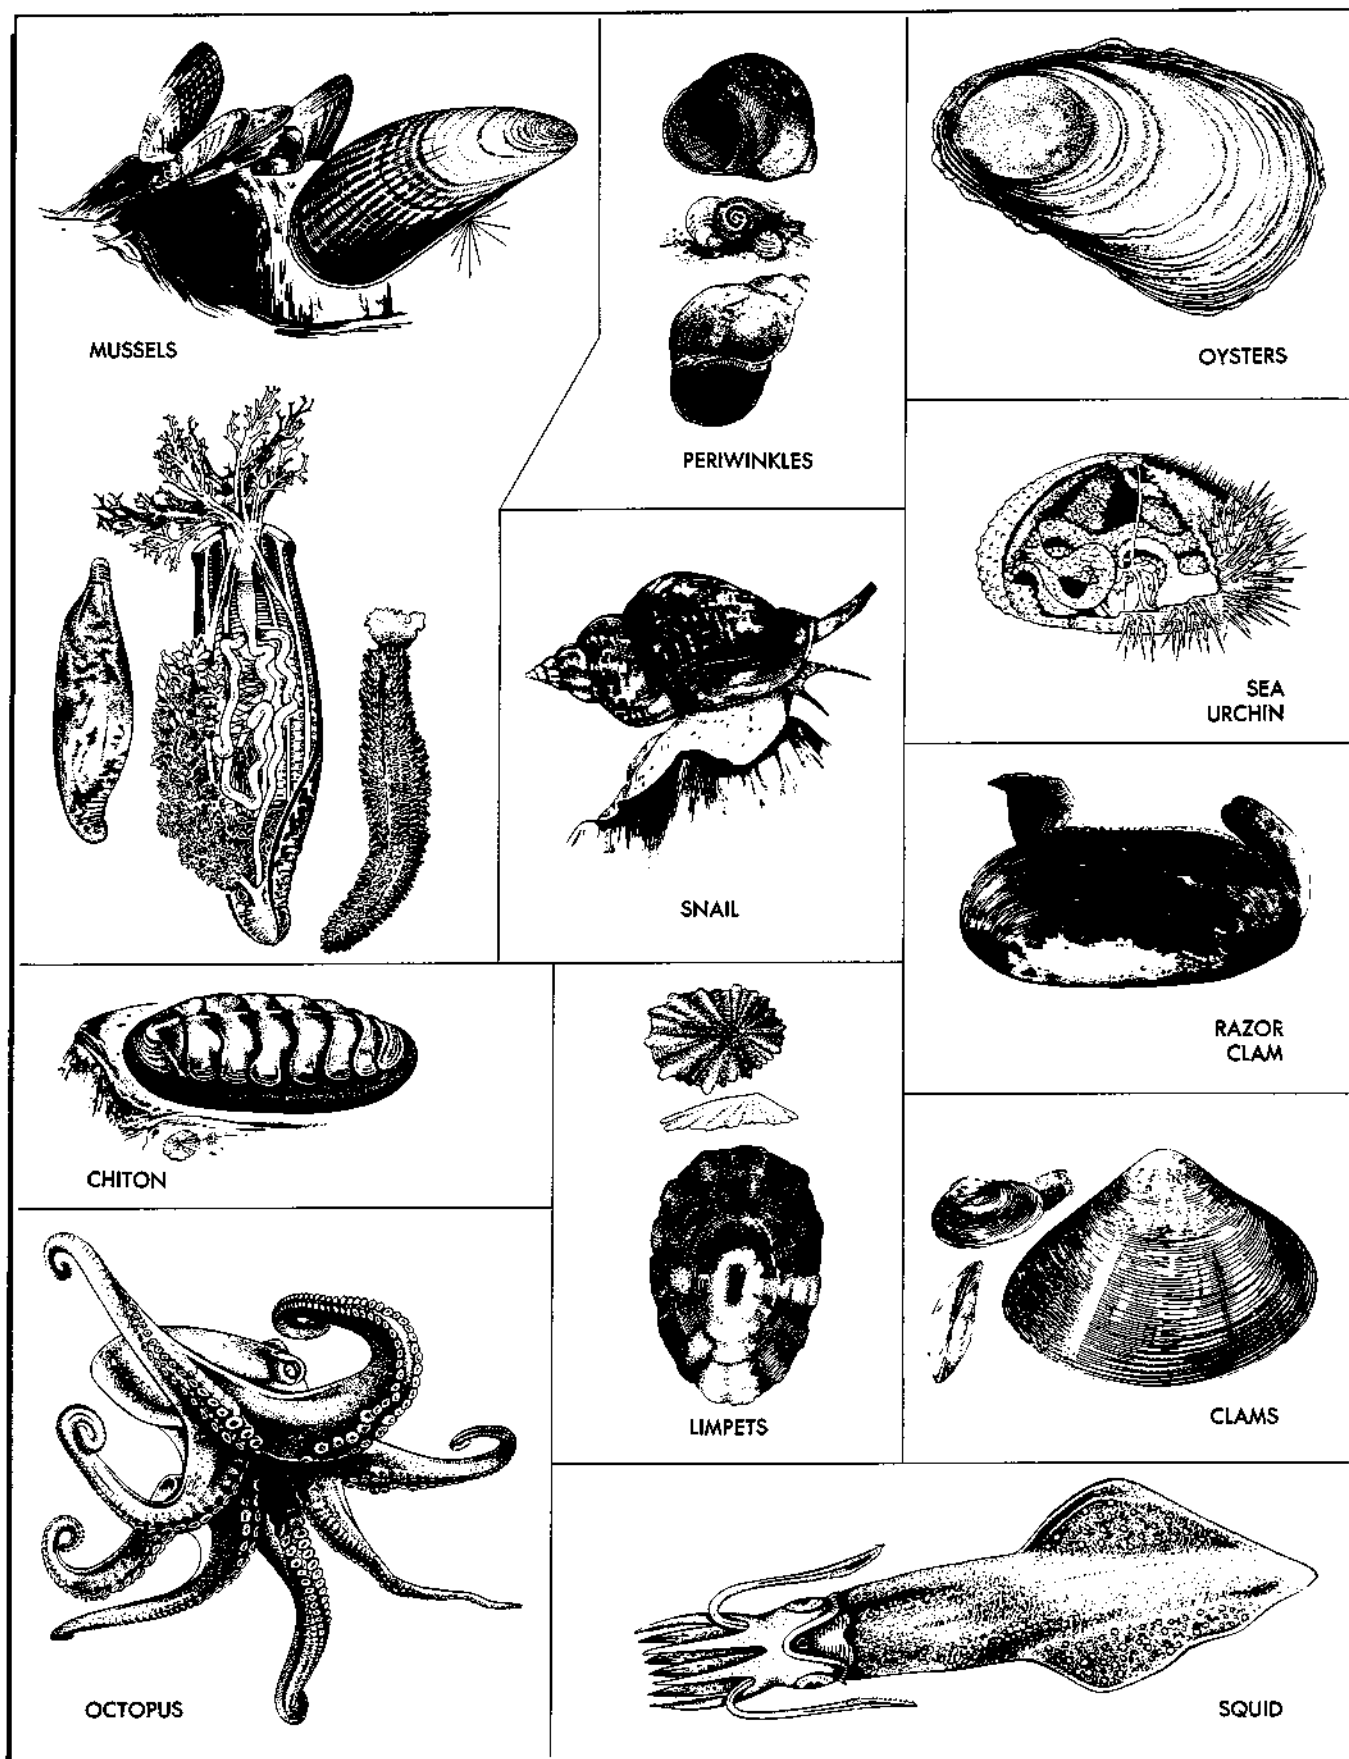 MUSSELS
PERIWINKLES
OYSTERS
SEA
URCHIN
SNAIL
RAZOR
CLAM
CHITON
LIMPETS
CLAMS
OCTOPUS
SQUID